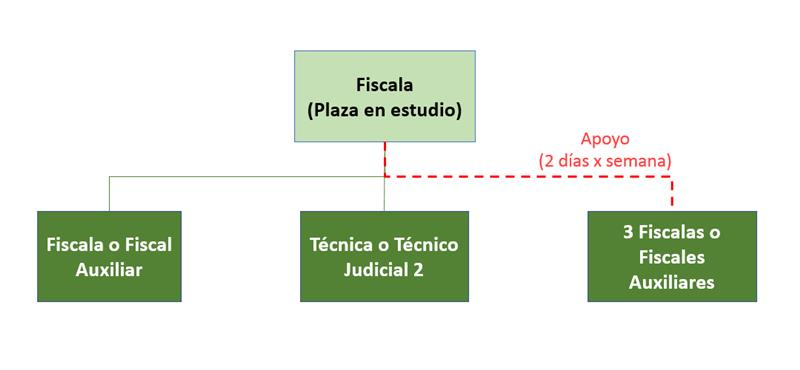 Fiscala
(Plaza en estudio)
Apoyo
(2 días x semana)
Fiscala o Fiscal
Auxiliar
Técnica o Técnico
Judicial 2
3 Fiscalas o
Fiscales
Auxiliares